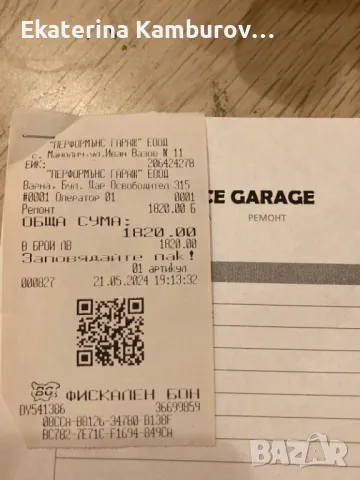 Ekaterina Kamburov...
"ПЕРФОРМЪНС ГАРАЖ" ЕООД
с. Манолич ул.Иван Вазов N 11
ЕИК: 206424278
"ПЕРФОРМЪНС ГАРАЖ" ЕООД
Варна, Бул. Цар Освободител 315
#0001 Оператор 01 0001
Ремонт 1820.00 Б
ОБЩА СУМА:
1820.00
В БРОЙ ЛВ 1820.00
Заповядайте пак!
01 артикул
000827 21.05.2024 19:13:32
ФИСКАЛЕН БОН
DY541386 36699859
CE GARAGE
РЕМОНТ
bazar